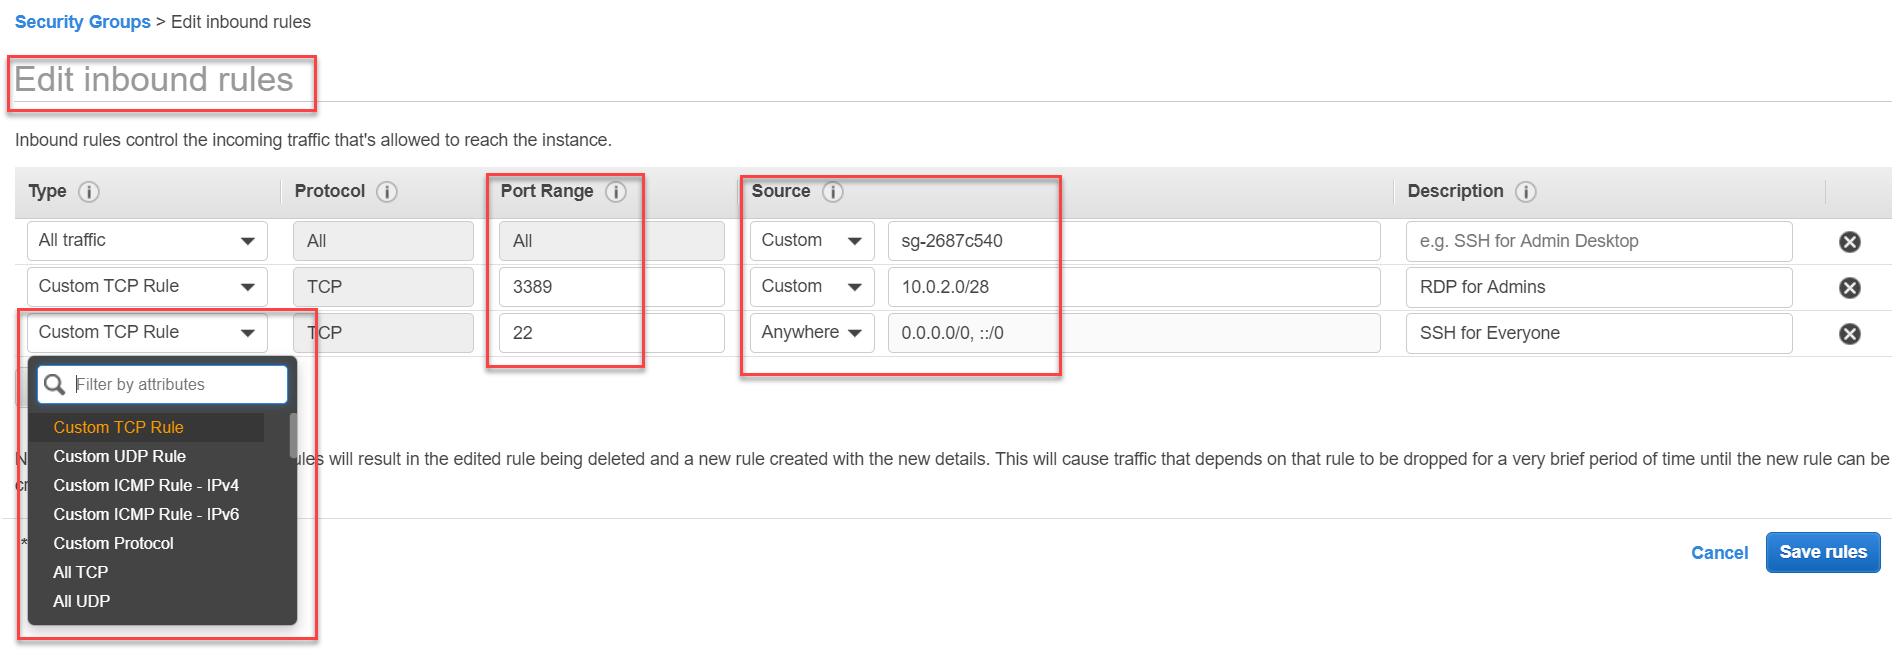 Security Groups > Edit inbound rules
Edit inbound rules
Inbound rules control the incoming traffic that's allowed to reach the instance.
Type Protocol Port Range Source Description
All traffic All All Custom sg-2687c540 e.g. SSH for Admin Desktop
Custom TCP Rule TCP 3389 Custom 10.0.2.0/28 RDP for Admins
Custom TCP Rule TCP 22 Anywhere 0.0.0.0/0, ::/0 SSH for Everyone
Filter by attributes
Custom TCP Rule
Custom UDP Rule
will result in the edited rule being deleted and a new rule created with the new details. This will cause traffic that depends on that rule to be dropped for a very brief period of time until the new rule can be
Custom ICMP Rule - IPv4
Custom ICMP Rule - IPv6
Custom Protocol
*
All TCP
All UDP
Cancel Save rules